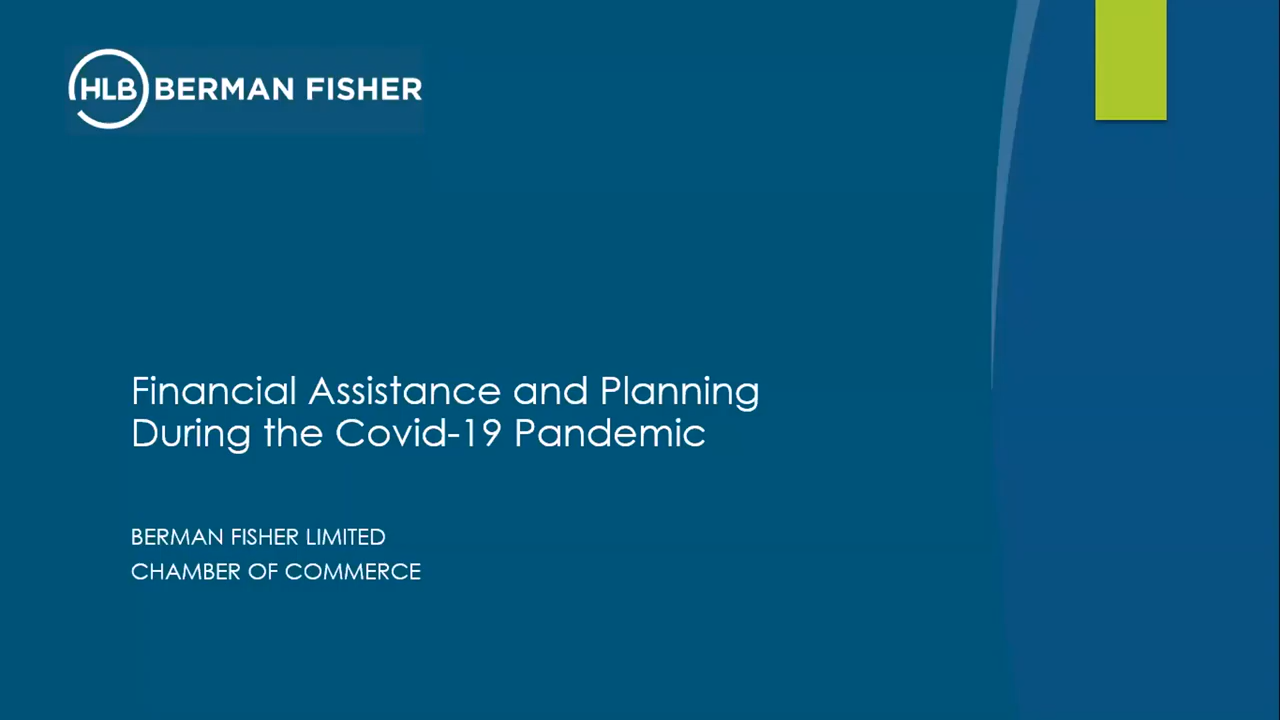 HLB BERMAN FISHER
Financial Assistance and Planning
During the Covid-19 Pandemic
BERMAN FISHER LIMITED
CHAMBER OF COMMERCE